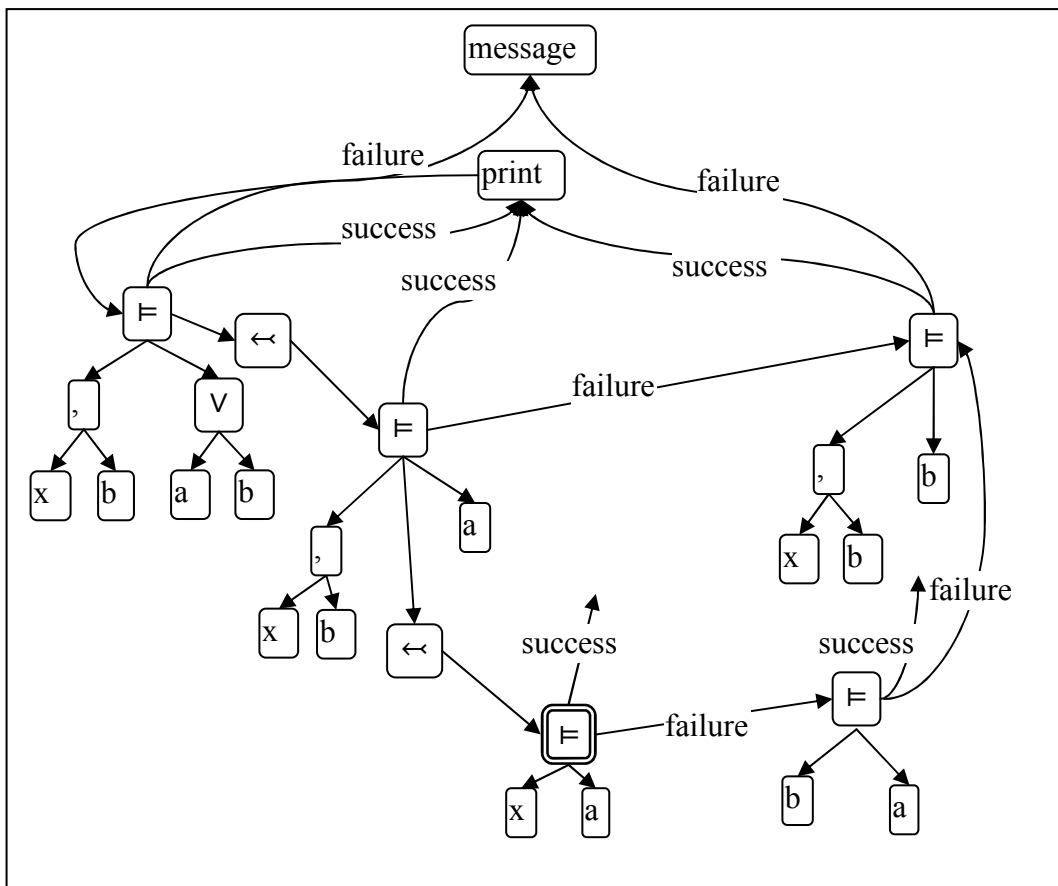 message
failure
print
failure
success
success
success
⊨
↢
⊨
failure
⊨
,
∨
x
b
a
b
,
a
x
b
,
b
x
b
↢
success
⊨
failure
x
a
success
failure
⊨
b
a